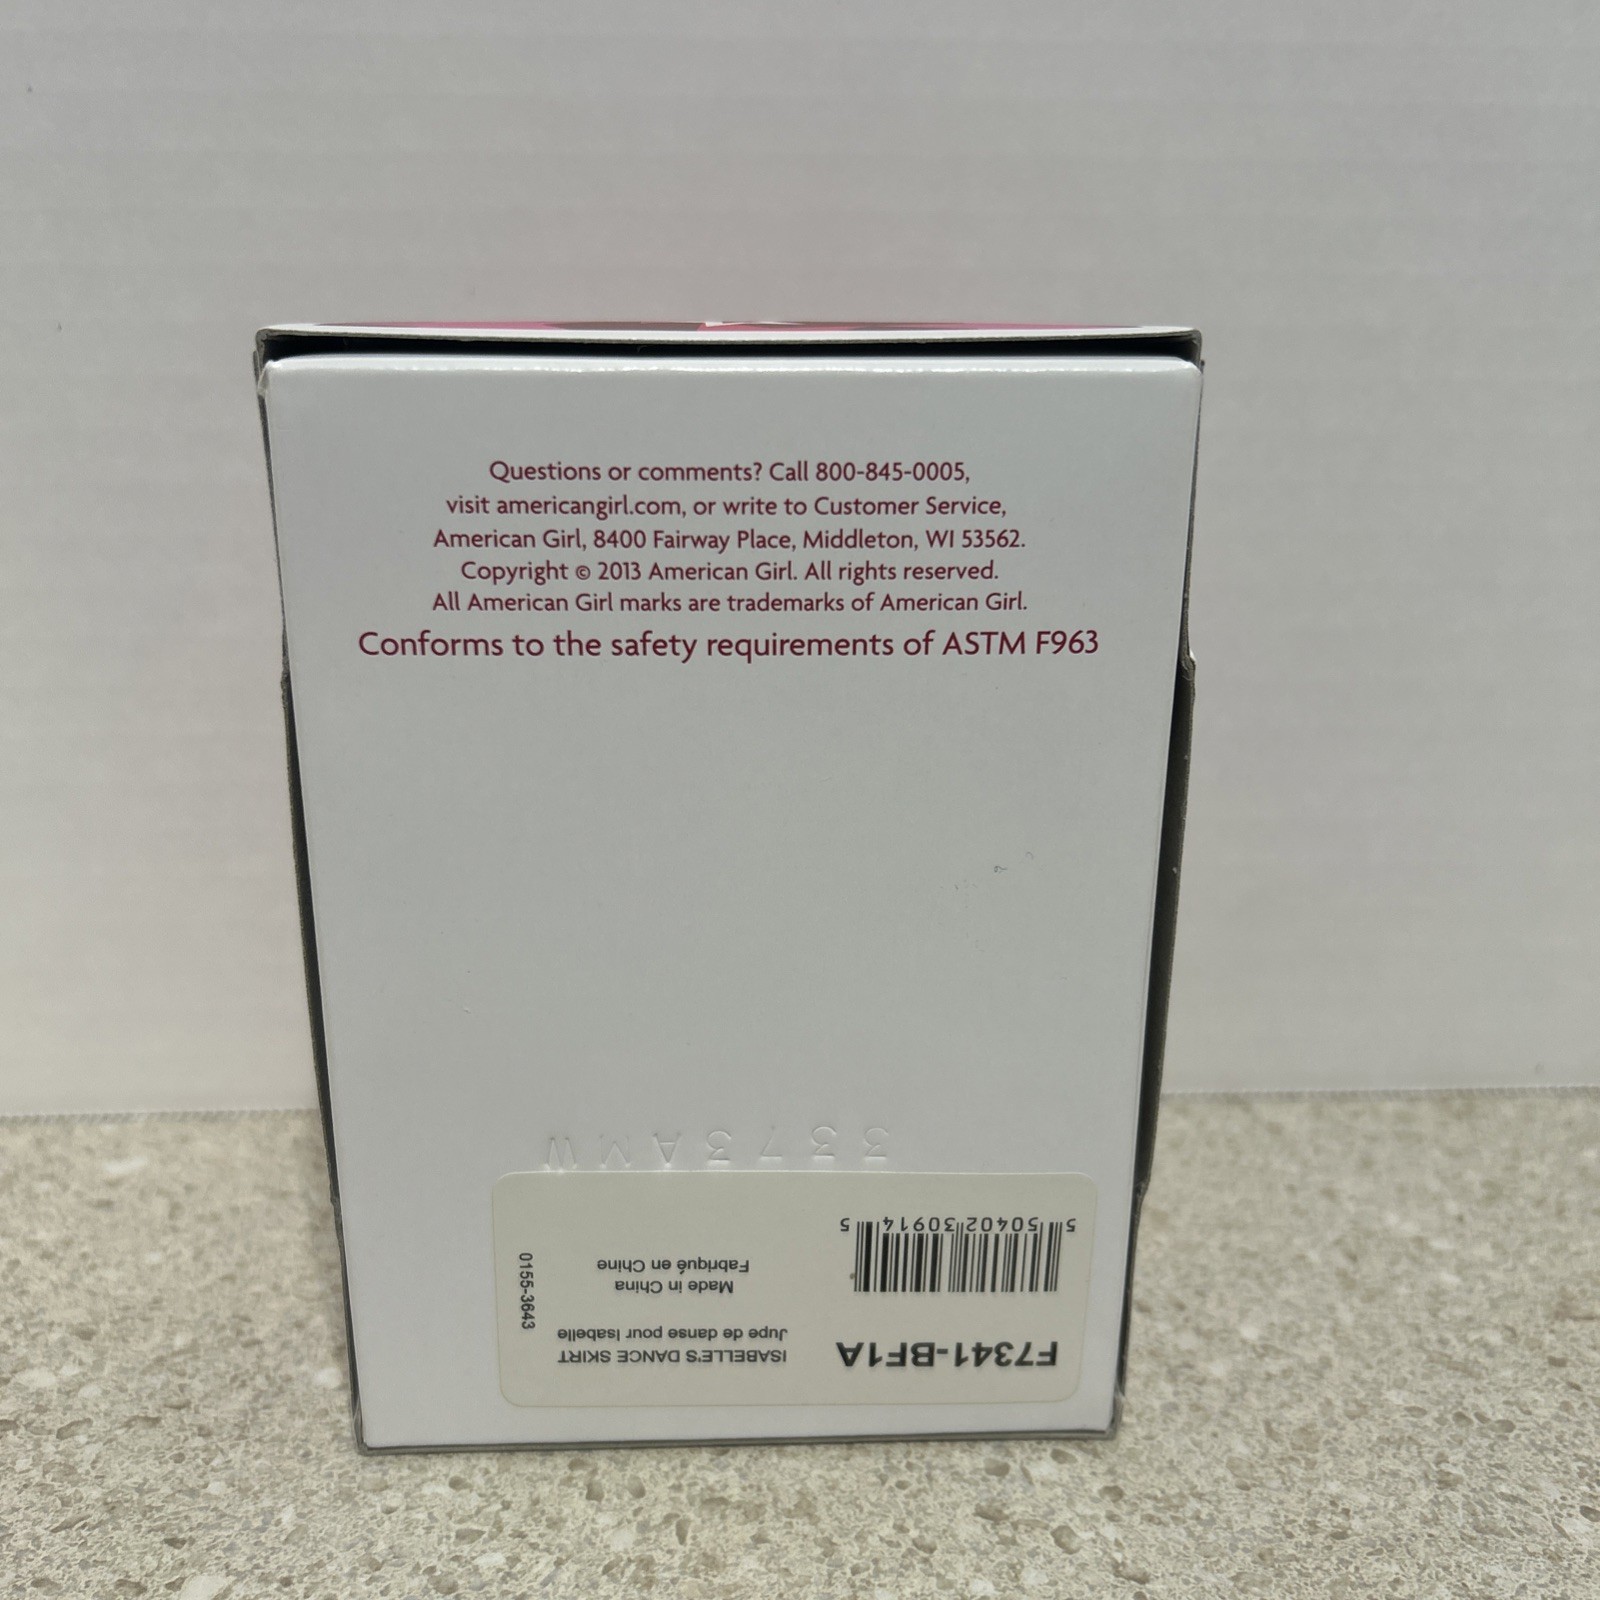 Questions or comments? Call 800-845-0005,
visit americangirl.com, or write to Customer Service,
American Girl, 8400 Fairway Place, Middleton, WI 53562.
Copyright © 2013 American Girl. All rights reserved.
All American Girl marks are trademarks of American Girl.
Conforms to the safety requirements of ASTM F963
3373AMW
F7341-BF1A
ISABELLE'S DANCE SKIRT
Jupe de danse pour Isabelle
Made in China
Fabriqué en Chine
5 50402 30914 5
0155-3643